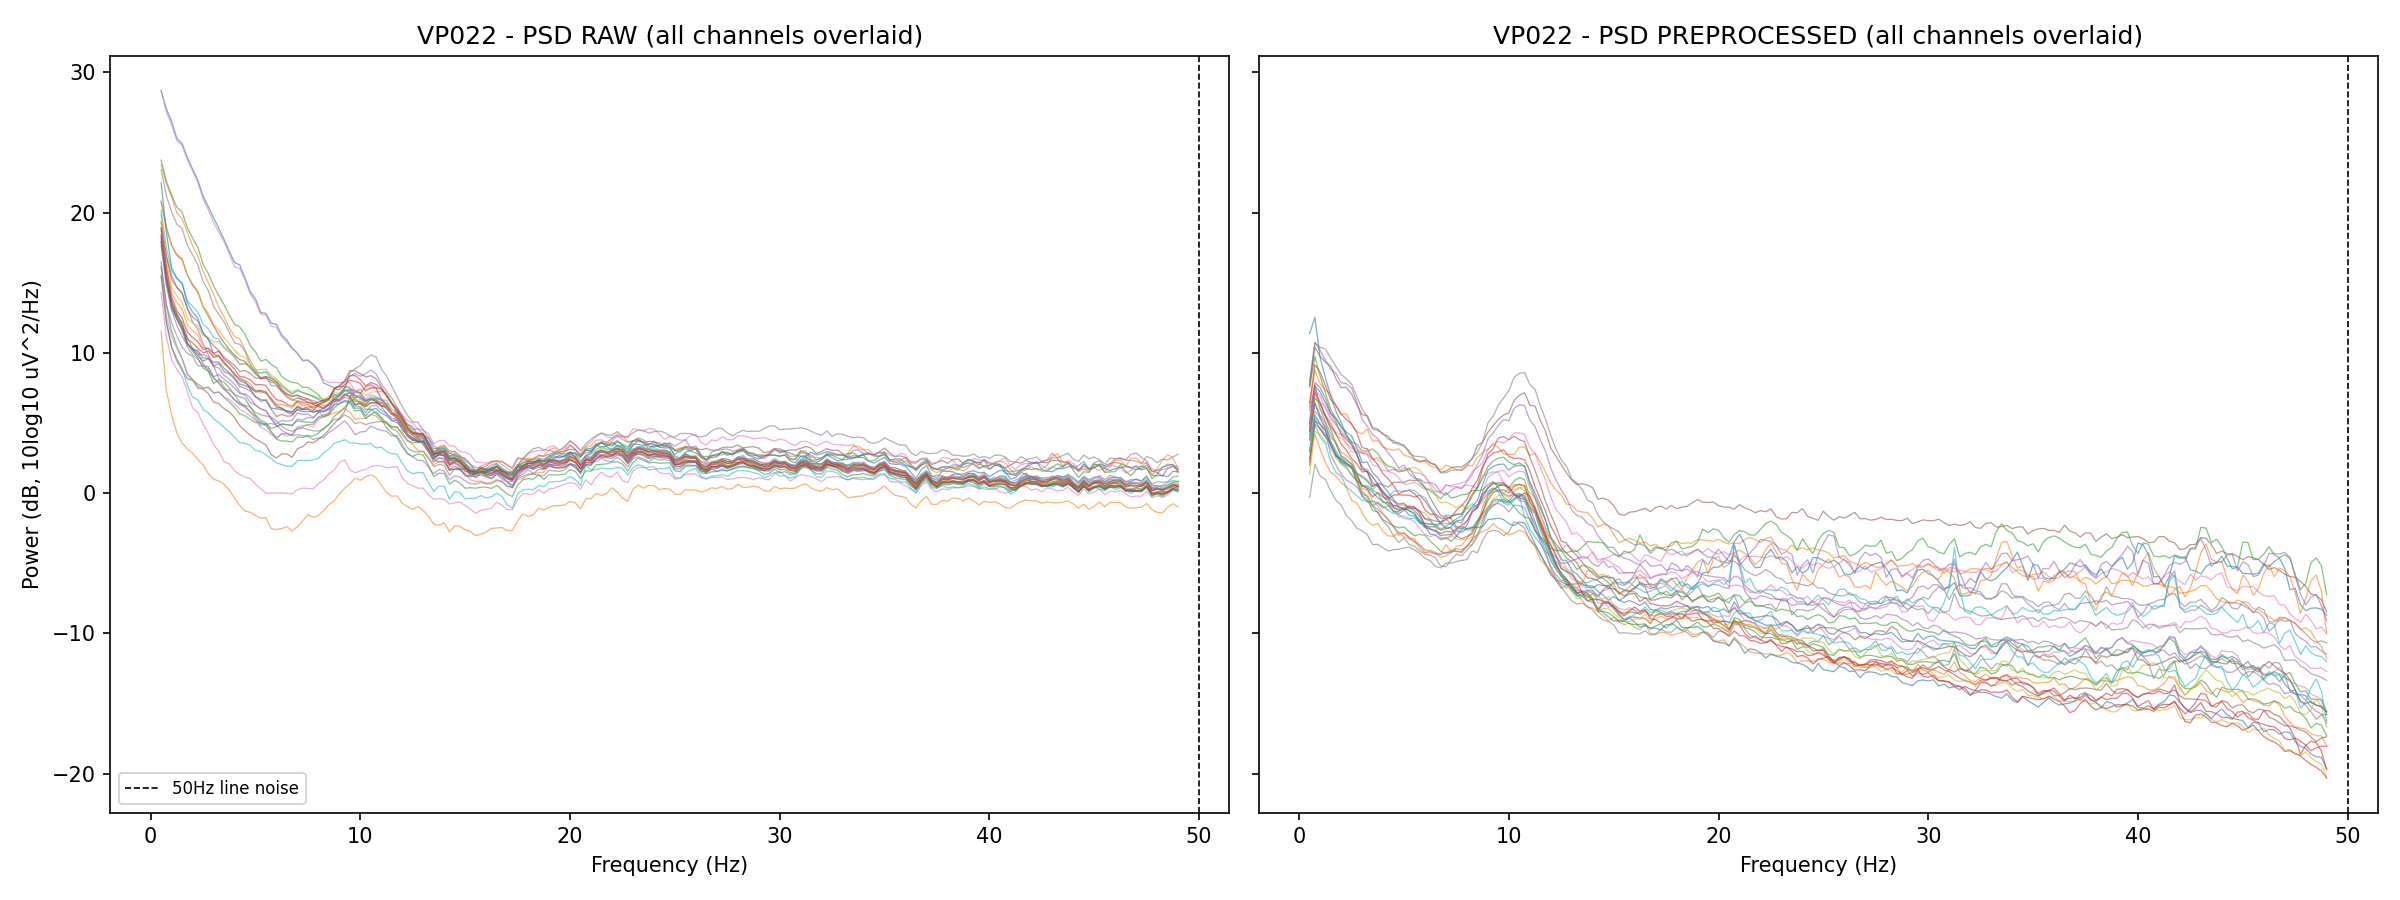 VP022 - PSD RAW (all channels overlaid)
VP022 - PSD PREPROCESSED (all channels overlaid)
Power (dB, 10log10 uV^2/Hz)
30
20
10
0
−10
−20
50Hz line noise
0 10 20 30 40 50
0 10 20 30 40 50
Frequency (Hz)
Frequency (Hz)